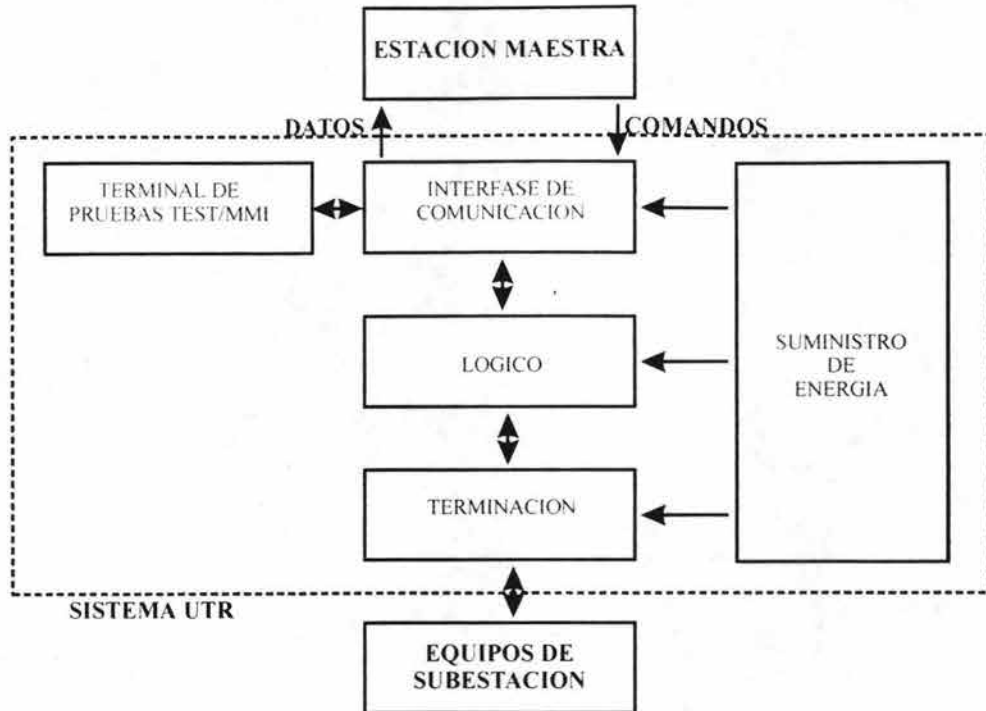 ESTACION MAESTRA
DATOS
COMANDOS
TERMINAL DE
PRUEBAS TEST/MMI
INTERFASE DE
COMUNICACION
LOGICO
SUMINISTRO
DE
ENERGIA
TERMINACION
SISTEMA UTR
EQUIPOS DE
SUBESTACION